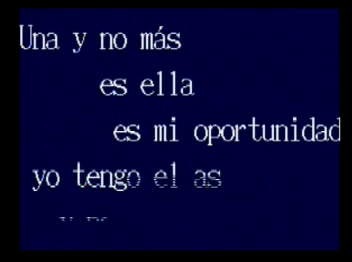 Una y no más
es ella
es mi oportunidad
yo tengo el as